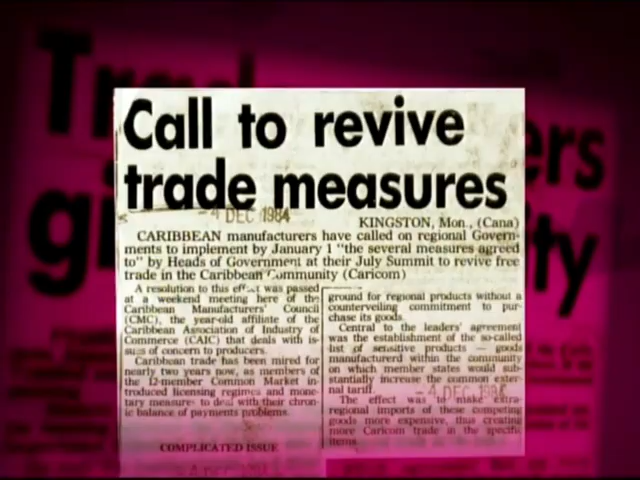 Call to revive
trade measures
- 4 DEC 1984
KINGSTON, Mon., (Cana)
CARIBBEAN manufacturers have called on regional Govern-
ments to implement by January 1 "the several measures agreed
to" by Heads of Government at their July Summit to revive free
trade in the Caribbean Community (Caricom)
A resolution to this effect was passed
at a weekend meeting here of the
Caribbean Manufacturers' Council
(CMC), the year-old affiliate of the
Caribbean Association of Industry of
Commerce (CAIC) that deals with is-
sues of concern to producers.
Caribbean trade has been mired for
nearly two years now, as members of
the 12-member Common Market in-
troduced licensing regimes and mone-
tary measures to deal with their chron-
ic balance of payments problems.
COMPLICATED ISSUE
ground for regional products without a
counterveiling commitment to pur-
chase its goods.
Central to the leaders' agreement
was the establishment of the so-called
list of sensitive products — goods
manufactured within the community
on which member states would sub-
stantially increase the common exter-
nal tariff.
- 4 DEC 1984
The effect was to make extra-
regional imports of these competing
goods more expensive, thus creating
more Caricom trade in the specific
items.